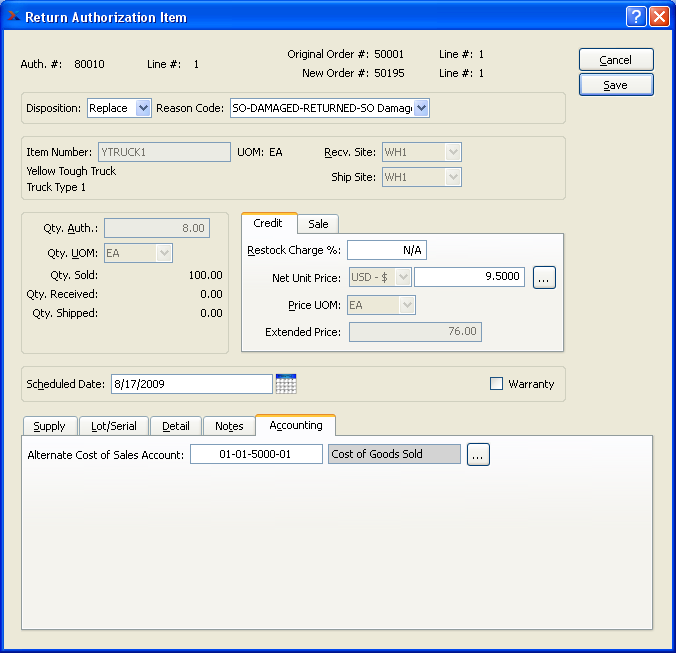 Return Authorization Item
Auth. #: 80010 Line #: 1 Original Order #: 50001 Line #: 1
New Order #: 50195 Line #: 1
Cancel
Save
Disposition: Replace Reason Code: SO-DAMAGED-RETURNED-SO Damag
Item Number: YTRUCK1 UOM: EA Recv. Site: WH1
Yellow Tough Truck
Truck Type 1 Ship Site: WH1
Qty. Auth.: 8.00
Qty. UOM: EA
Qty. Sold: 100.00
Qty. Received: 0.00
Qty. Shipped: 0.00
Credit Sale
Restock Charge %: N/A
Net Unit Price: USD - $ 9.5000 ...
Price UOM: EA
Extended Price: 76.00
Scheduled Date: 8/17/2009 Warranty
Supply Lot/Serial Detail Notes Accounting
Alternate Cost of Sales Account: 01-01-5000-01 Cost of Goods Sold ...